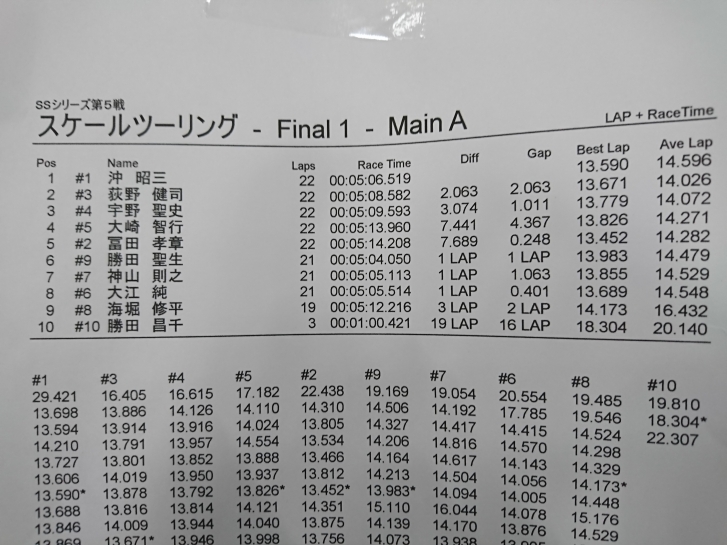 SSシリーズ第5戦
スケールツーリング - Final 1 - Main A LAP + RaceTime
Pos Name Laps Race Time Diff Gap Best Lap Ave Lap
1 #1 沖 昭三 22 00:05:06.519 13.590 14.596
2 #3 荻野 健司 22 00:05:08.582 2.063 2.063 13.671 14.026
3 #4 宇野 聖史 22 00:05:09.593 3.074 1.011 13.779 14.072
4 #5 大崎 智行 22 00:05:13.960 7.441 4.367 13.826 14.271
5 #2 冨田 孝章 22 00:05:14.208 7.689 0.248 13.452 14.282
6 #9 勝田 聖生 21 00:05:04.050 1 LAP 1 LAP 13.983 14.479
7 #7 神山 則之 21 00:05:05.113 1 LAP 1.063 13.855 14.529
8 #6 大江 純 21 00:05:05.514 1 LAP 0.401 13.689 14.548
9 #8 海堀 修平 19 00:05:12.216 3 LAP 2 LAP 14.173 16.432
10 #10 勝田 昌千 3 00:01:00.421 19 LAP 16 LAP 18.304 20.140
#1 #3 #4 #5 #2 #9 #7 #6 #8 #10
29.421 16.405 16.615 17.182 22.438 19.169 19.054 20.554 19.485 19.810
13.698 13.886 14.126 14.110 14.310 14.506 14.192 17.785 19.546 18.304*
13.594 13.914 13.916 14.024 13.805 14.327 14.417 14.415 14.524 22.307
14.210 13.791 13.957 14.554 13.534 14.206 14.816 14.570 14.298
13.727 13.801 13.852 13.888 13.466 14.164 14.617 14.143 14.329
13.606 14.019 13.950 13.937 13.812 14.213 14.504 14.056 14.173*
13.590* 13.878 13.792 13.826* 13.452* 13.983* 14.094 14.005 14.448
13.688 13.816 13.814 14.121 14.351 15.110 16.044 14.078 15.176
13.846 14.009 13.944 14.040 13.875 14.139 14.170 13.876 14.529
13.869 13.671* 13.946 13.998 13.756 14.073 13.938